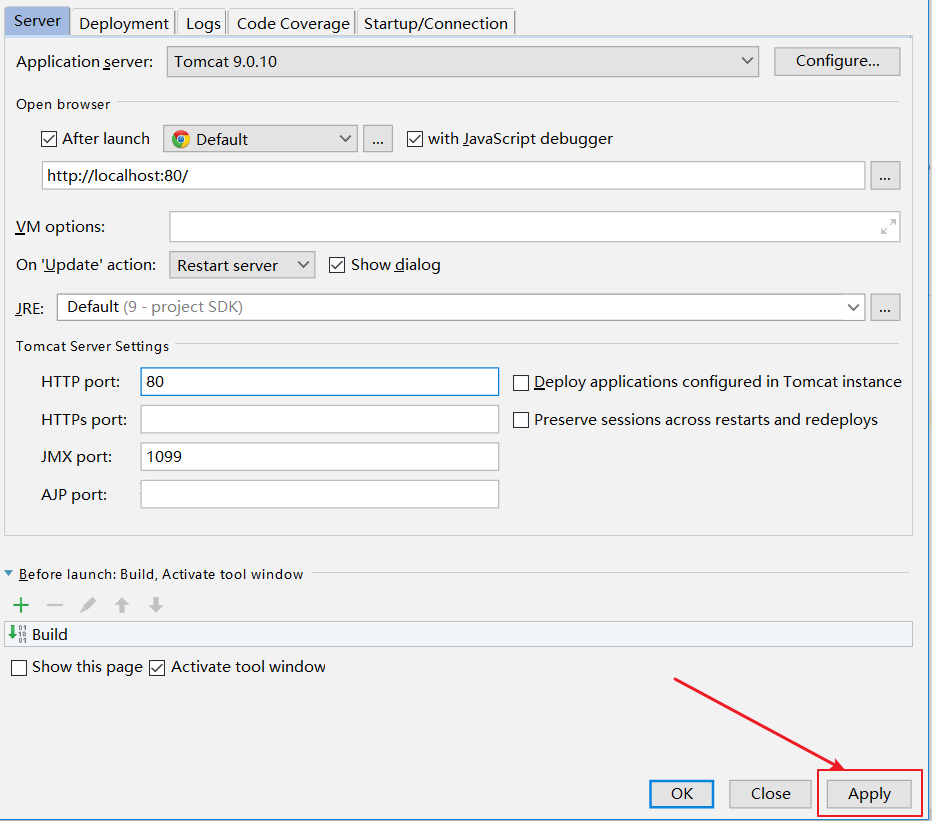 Server Deployment Logs Code Coverage Startup/Connection
Application server: Tomcat 9.0.10 Configure...
Open browser
After launch Default ... with JavaScript debugger
http://localhost:80/ ...
VM options:
On 'Update' action: Restart server Show dialog
JRE: Default (9 - project SDK) ...
Tomcat Server Settings
HTTP port: 80 Deploy applications configured in Tomcat instance
HTTPs port: Preserve sessions across restarts and redeploys
JMX port: 1099
AJP port:
Before launch: Build, Activate tool window
Build
Show this page Activate tool window
OK Close Apply